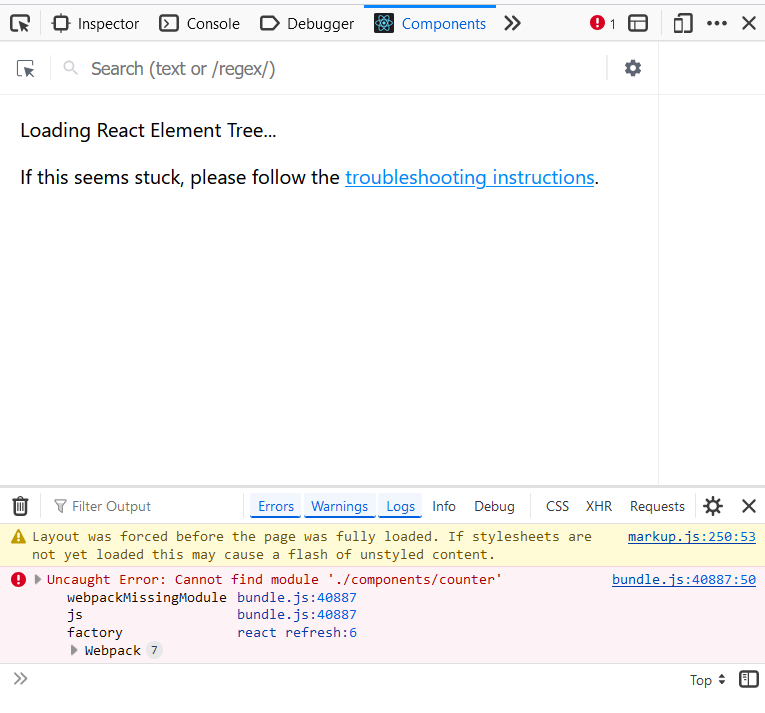 Inspector Console Debugger Components 1
Search (text or /regex/)
Loading React Element Tree...
If this seems stuck, please follow the troubleshooting instructions.
Filter Output Errors Warnings Logs Info Debug CSS XHR Requests
Layout was forced before the page was fully loaded. If stylesheets are markup.js:250:53
not yet loaded this may cause a flash of unstyled content.
Uncaught Error: Cannot find module './components/counter' bundle.js:40887:50
webpackMissingModule bundle.js:40887
js bundle.js:40887
factory react refresh:6
Webpack 7
Top